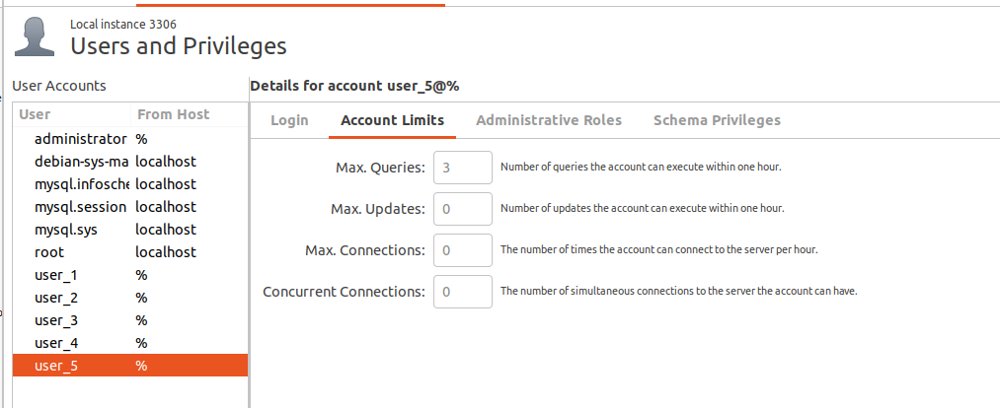 Local instance 3306
Users and Privileges
User Accounts
Details for account user_5@%
User From Host
administrator %
debian-sys-ma localhost
mysql.infosche localhost
mysql.session localhost
mysql.sys localhost
root localhost
user_1 %
user_2 %
user_3 %
user_4 %
user_5 %
Login Account Limits Administrative Roles Schema Privileges
Max. Queries: 3 Number of queries the account can execute within one hour.
Max. Updates: 0 Number of updates the account can execute within one hour.
Max. Connections: 0 The number of times the account can connect to the server per hour.
Concurrent Connections: 0 The number of simultaneous connections to the server the account can have.